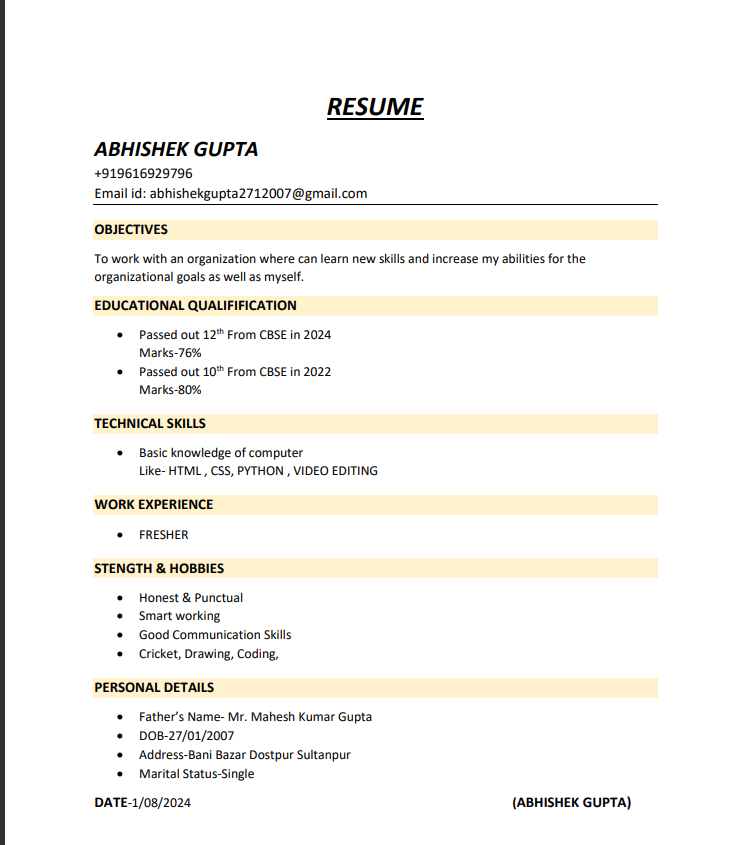 RESUME
ABHISHEK GUPTA
+919616929796
Email id: abhishekgupta2712007@gmail.com
OBJECTIVES
To work with an organization where can learn new skills and increase my abilities for the
organizational goals as well as myself.
EDUCATIONAL QUALIFIFICATION
• Passed out 12th From CBSE in 2024
Marks-76%
• Passed out 10th From CBSE in 2022
Marks-80%
TECHNICAL SKILLS
• Basic knowledge of computer
Like- HTML , CSS, PYTHON , VIDEO EDITING
WORK EXPERIENCE
• FRESHER
STENGTH & HOBBIES
• Honest & Punctual
• Smart working
• Good Communication Skills
• Cricket, Drawing, Coding,
PERSONAL DETAILS
• Father’s Name- Mr. Mahesh Kumar Gupta
• DOB-27/01/2007
• Address-Bani Bazar Dostpur Sultanpur
• Marital Status-Single
DATE-1/08/2024 (ABHISHEK GUPTA)